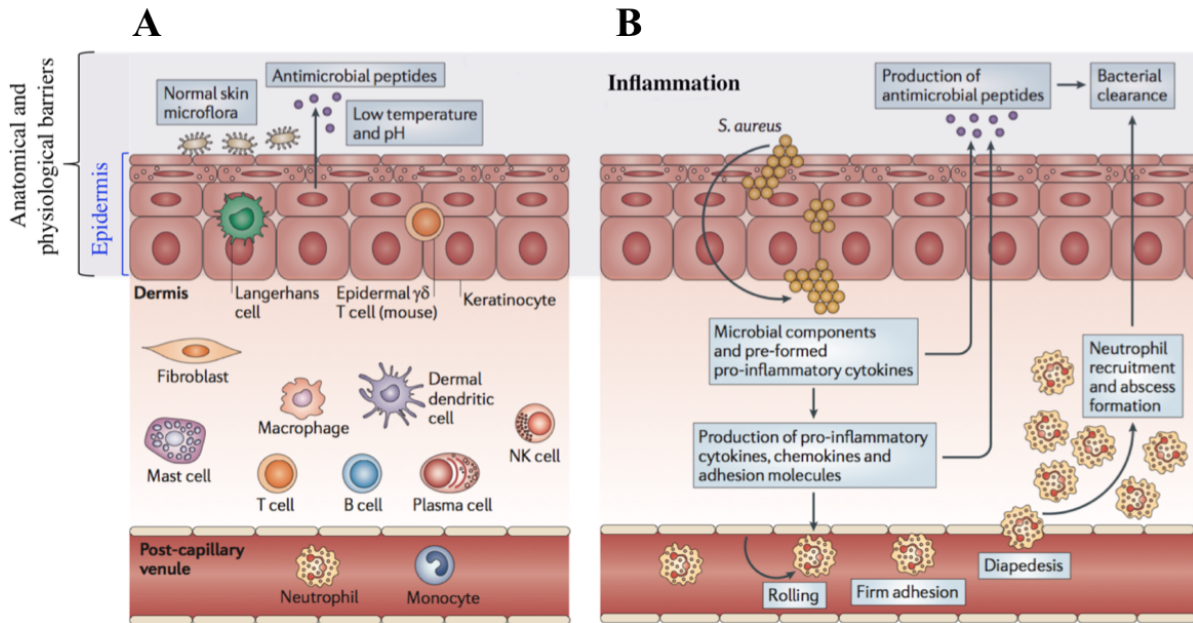 A
B
Anatomical and
physiological barriers
Epidermis
Normal skin
microflora
Antimicrobial peptides
Low temperature
and pH
Dermis
Langerhans
cell
Epidermal γδ
T cell (mouse)
Keratinocyte
Fibroblast
Macrophage
Dermal
dendritic
cell
NK cell
Mast cell
T cell
B cell
Plasma cell
Post-capillary
venule
Neutrophil
Monocyte
Inflammation
S. aureus
Production of
antimicrobial peptides
Bacterial
clearance
Microbial components
and pre-formed
pro-inflammatory cytokines
Neutrophil
recruitment
and abscess
formation
Production of pro-inflammatory
cytokines, chemokines and
adhesion molecules
Rolling
Firm adhesion
Diapedesis